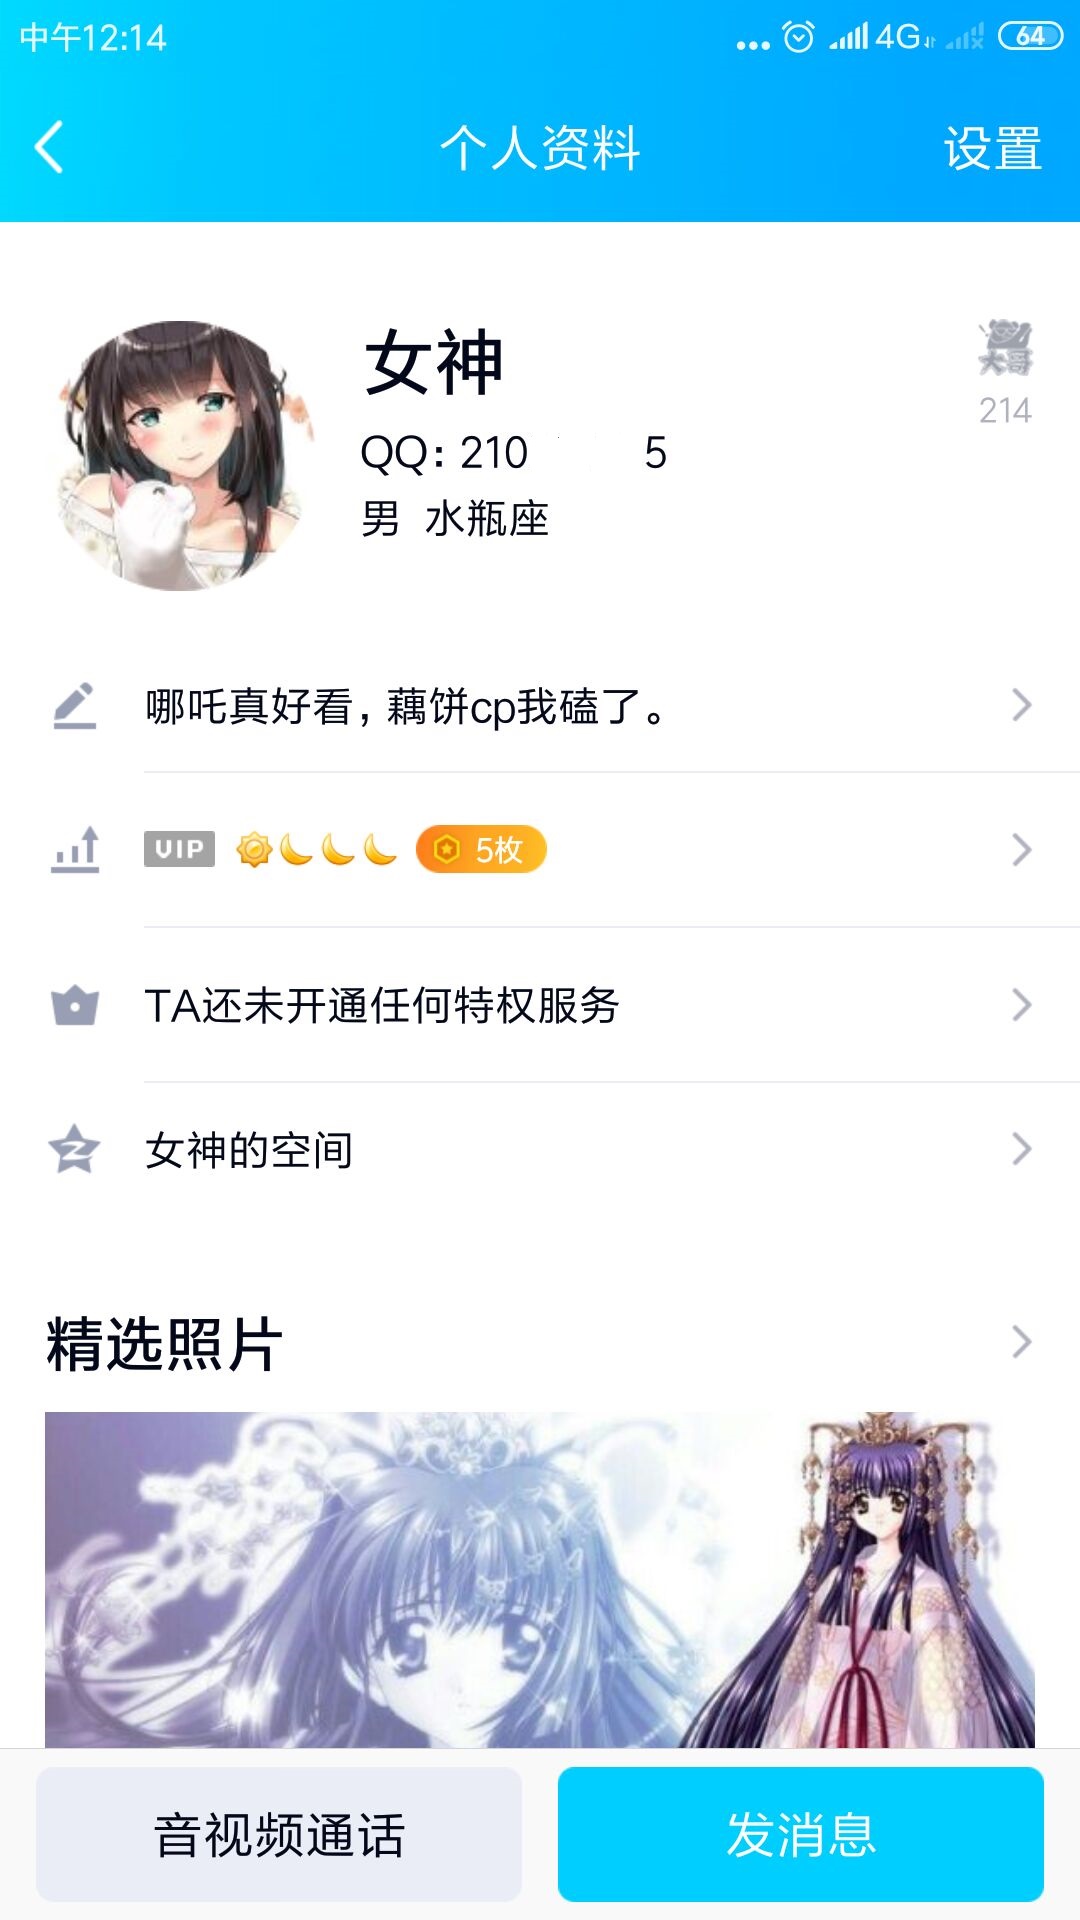 中午12:14
4G
64
个人资料
设置
女神
大哥
214
QQ: 210 5
男 水瓶座
哪吒真好看，藕饼cp我磕了。
VIP
5枚
TA还未开通任何特权服务
女神的空间
精选照片
音视频通话
发消息